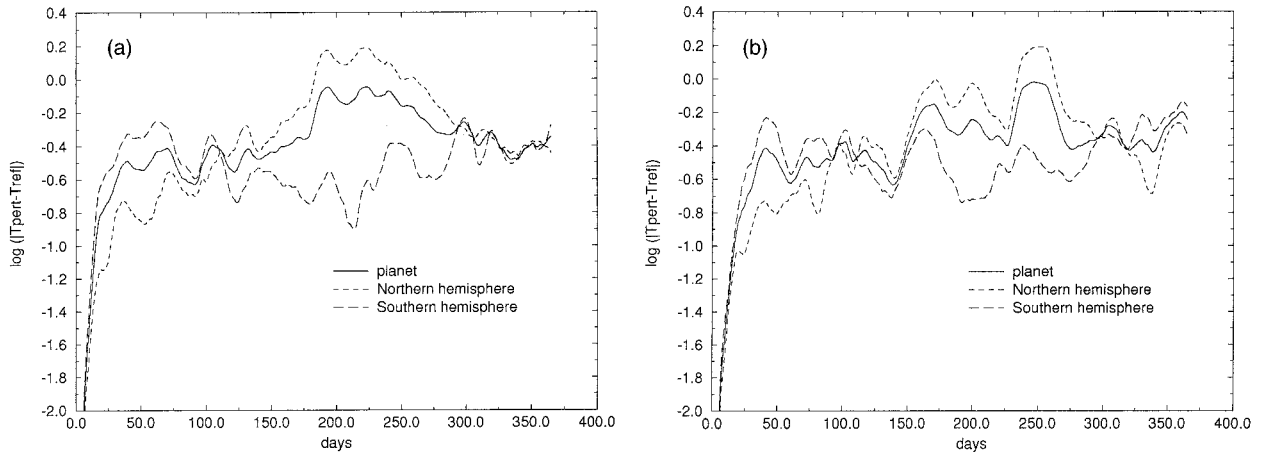 (a)
log (|Tpert-Tref|)
0.4
0.2
0.0
-0.2
-0.4
-0.6
-0.8
-1.0
-1.2
-1.4
-1.6
-1.8
-2.0
planet
Northern hemisphere
Southern hemisphere
0.0 50.0 100.0 150.0 200.0 250.0 300.0 350.0 400.0
days
(b)
log (|Tpert-Tref|)
0.4
0.2
0.0
-0.2
-0.4
-0.6
-0.8
-1.0
-1.2
-1.4
-1.6
-1.8
-2.0
planet
Northern hemisphere
Southern hemisphere
0.0 50.0 100.0 150.0 200.0 250.0 300.0 350.0 400.0
days